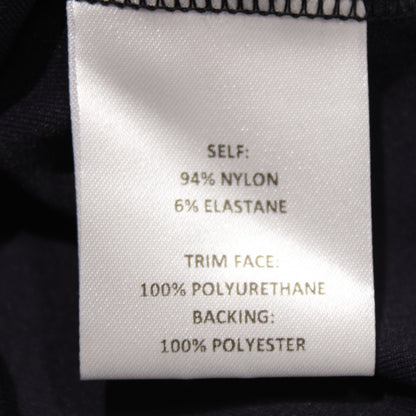 SELF:
94% NYLON
6% ELASTANE
TRIM FACE:
100% POLYURETHANE
BACKING:
100% POLYESTER